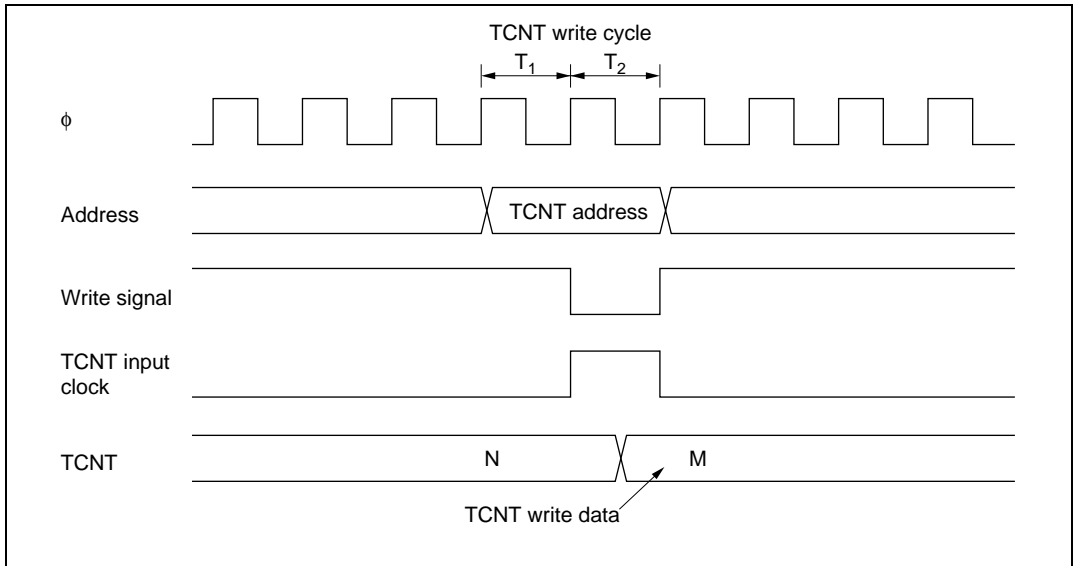 TCNT write cycle
T₁ T₂
ϕ
Address TCNT address
Write signal
TCNT input
clock
TCNT N M
TCNT write data